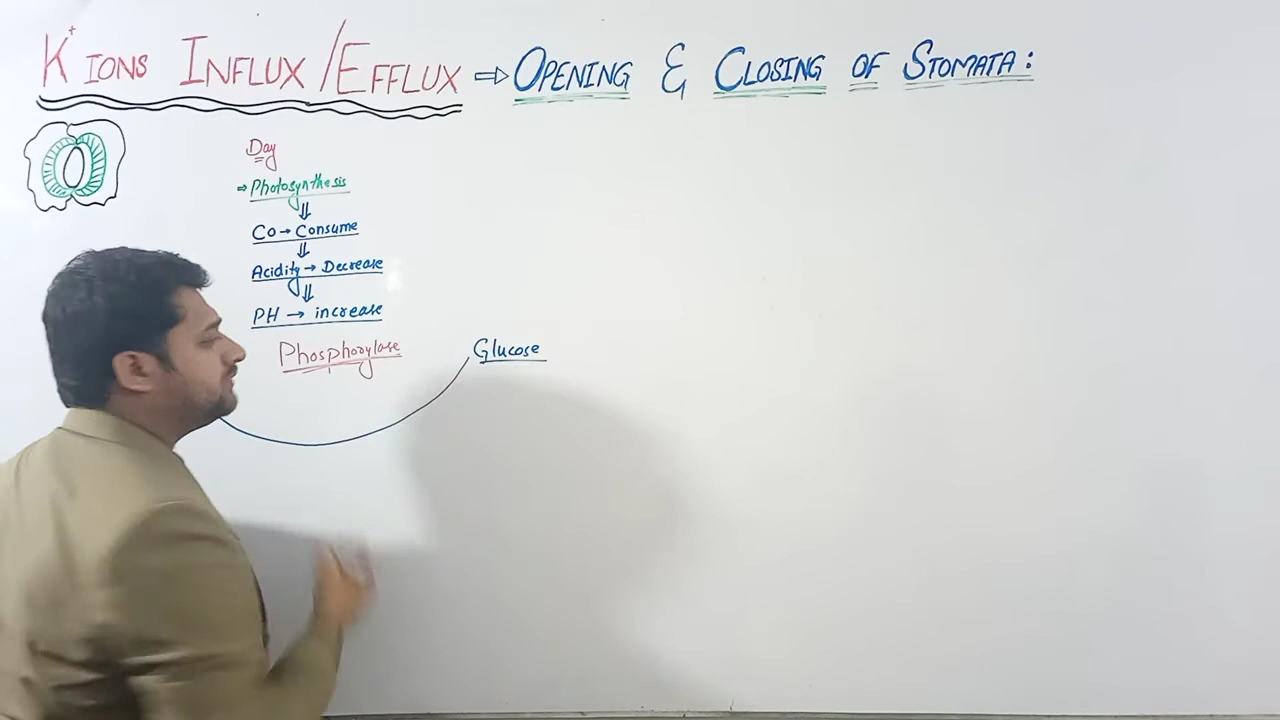 K+ IONS INFLUX/EFFLUX ⇒ OPENING & CLOSING OF STOMATA:
Day
⇒ Photosynthesis
⇓
Co → Consume
⇓
Acidity → Decrease
⇓
PH → increase
Phosphorylase
Glucose